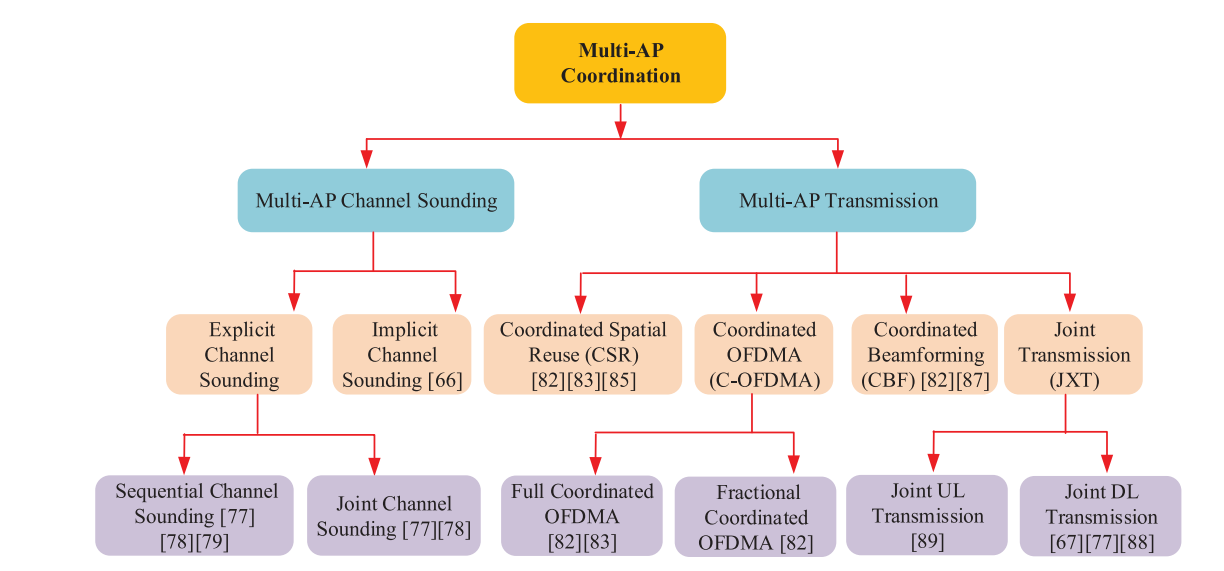 Multi-AP
Coordination
Multi-AP Channel Sounding
Multi-AP Transmission
Explicit
Channel
Sounding
Implicit
Channel
Sounding [66]
Coordinated Spatial
Reuse (CSR)
[82][83][85]
Coordinated
OFDMA
(C-OFDMA)
Coordinated
Beamforming
(CBF) [82][87]
Joint
Transmission
(JXT)
Sequential Channel
Sounding [77]
[78][79]
Joint Channel
Sounding [77][78]
Full Coordinated
OFDMA
[82][83]
Fractional
Coordinated
OFDMA [82]
Joint UL
Transmission
[89]
Joint DL
Transmission
[67][77][88]